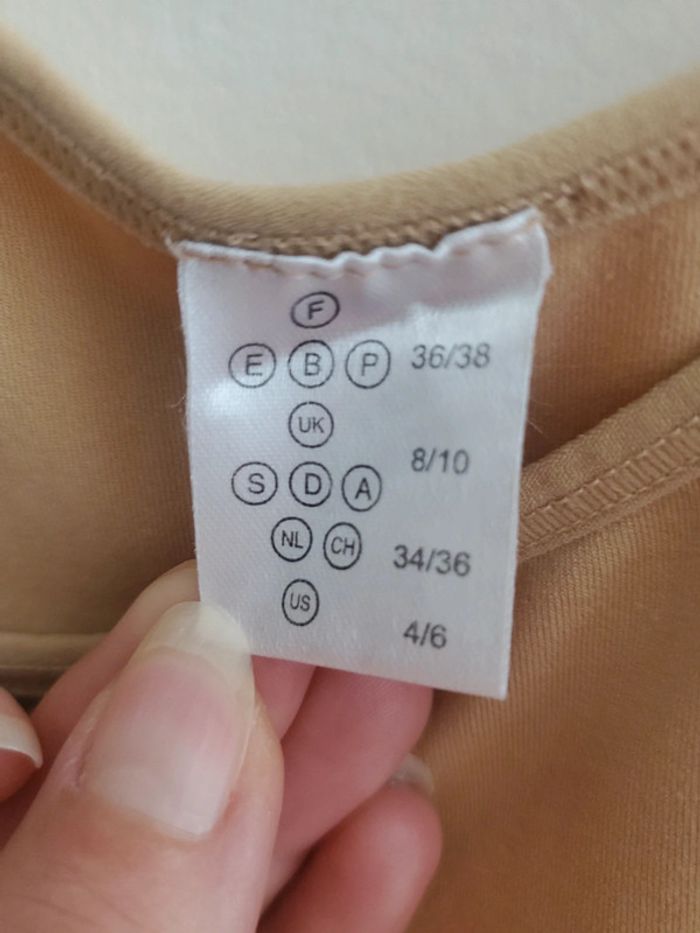 F
E B P 36/38
UK
8/10
S D A
NL CH
34/36
US
4/6